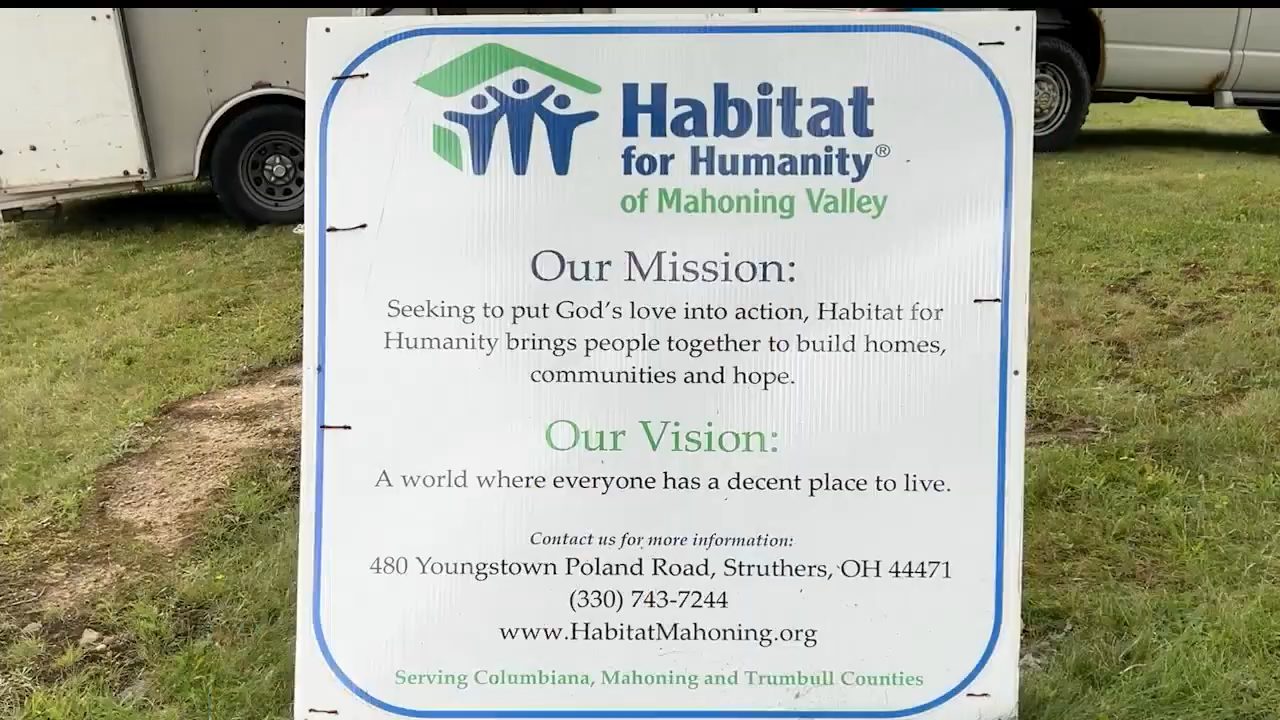 Habitat
for Humanity®
of Mahoning Valley
Our Mission:
Seeking to put God's love into action, Habitat for
Humanity brings people together to build homes,
communities and hope.
Our Vision:
A world where everyone has a decent place to live.
Contact us for more information:
480 Youngstown Poland Road, Struthers, OH 44471
(330) 743-7244
www.HabitatMahoning.org
Serving Columbiana, Mahoning and Trumbull Counties